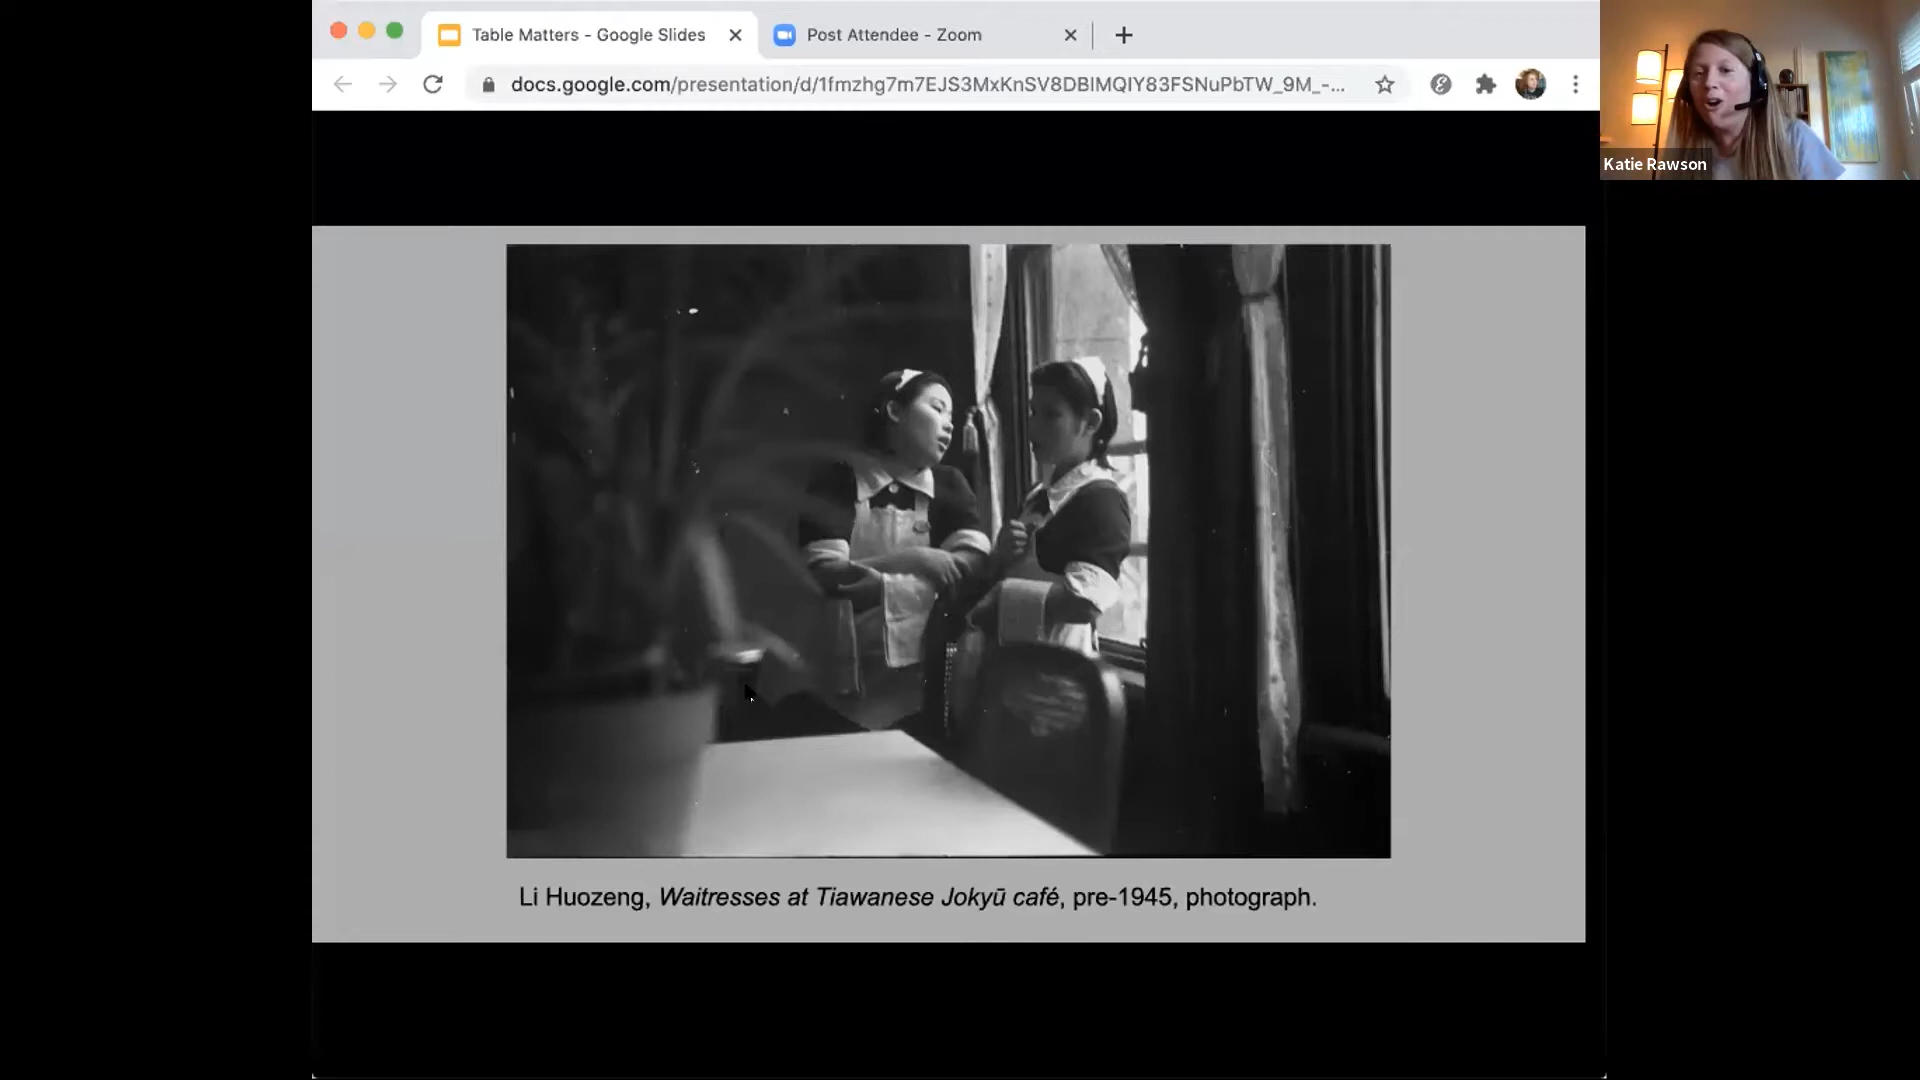 Table Matters - Google Slides
Post Attendee - Zoom
docs.google.com/presentation/d/1fmzhg7m7EJS3MxKnSV8DBIMQIY83FSNuPbTW_9M_-...
Katie Rawson
Li Huozeng, Waitresses at Tiawanese Jokyū café, pre-1945, photograph.